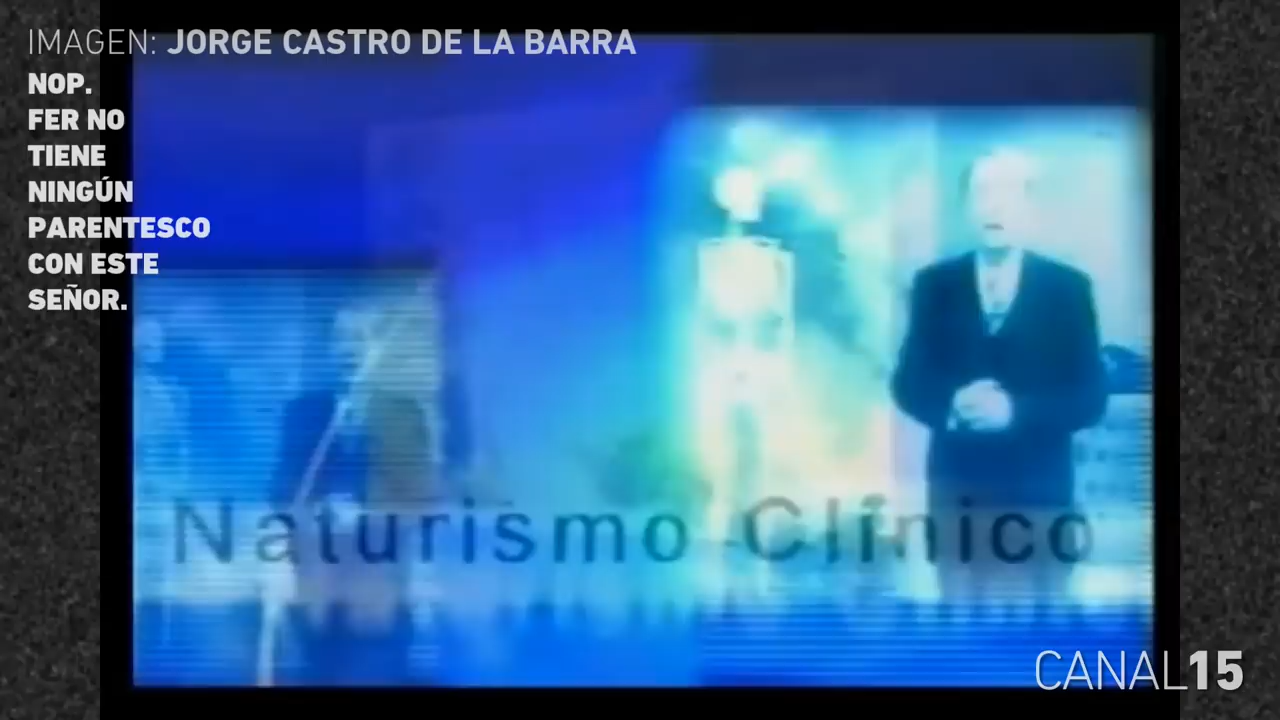 IMAGEN: JORGE CASTRO DE LA BARRA
NOP.
FER NO
TIENE
NINGÚN
PARENTESCO
CON ESTE
SEÑOR.
Naturismo Clínico
CANAL15